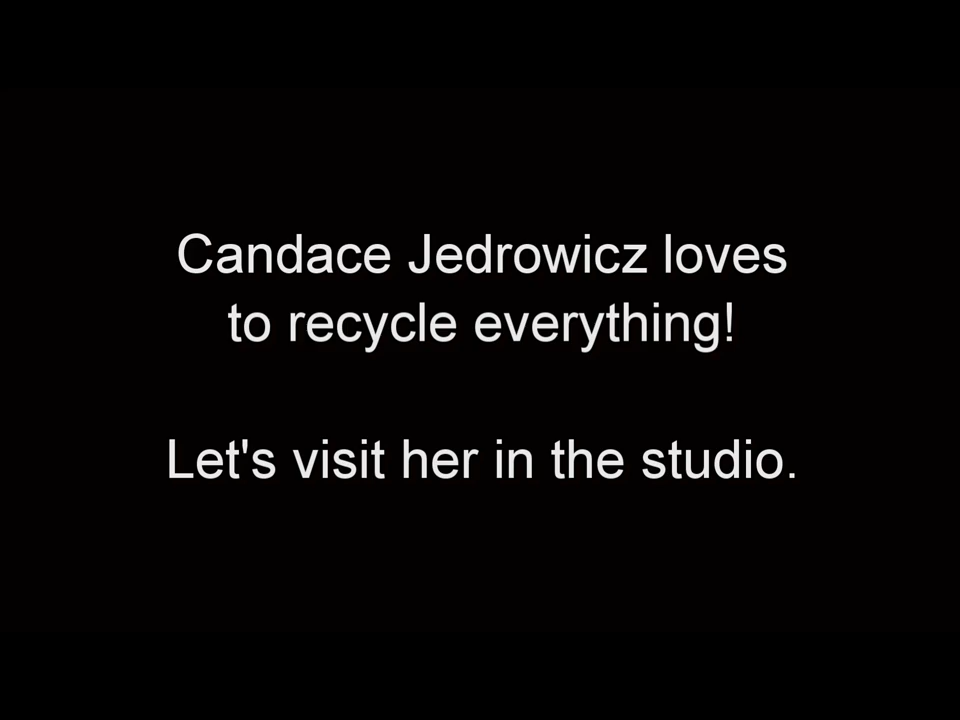 Candace Jedrowicz loves
to recycle everything!
Let's visit her in the studio.